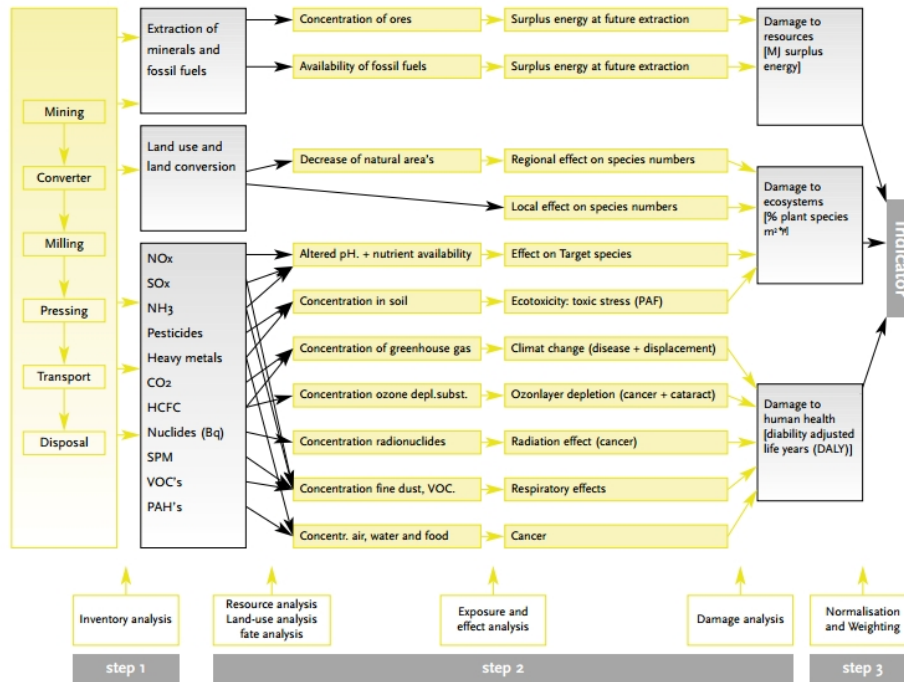 Mining
Converter
Milling
Pressing
Transport
Disposal
Extraction of
minerals and
fossil fuels
Land use and
land conversion
NOx
SOx
NH3
Pesticides
Heavy metals
CO2
HCFC
Nuclides (Bq)
SPM
VOC's
PAH's
Concentration of ores
Availability of fossil fuels
Decrease of natural area's
Altered pH. + nutrient availability
Concentration in soil
Concentration of greenhouse gas
Concentration ozone depl.subst.
Concentration radionuclides
Concentration fine dust, VOC.
Concentr. air, water and food
Surplus energy at future extraction
Surplus energy at future extraction
Regional effect on species numbers
Local effect on species numbers
Effect on Target species
Ecotoxicity: toxic stress (PAF)
Climat change (disease + displacement)
Ozonlayer depletion (cancer + cataract)
Radiation effect (cancer)
Respiratory effects
Cancer
Damage to
resources
[MJ surplus
energy]
Damage to
ecosystems
[% plant species
Damage to
human health
[diability adjusted
life years (DALY)]
Indicator
Inventory analysis
Resource analysis
Land-use analysis
fate analysis
Exposure and
effect analysis
Damage analysis
Normalisation
and Weighting
step 1
step 2
step 3